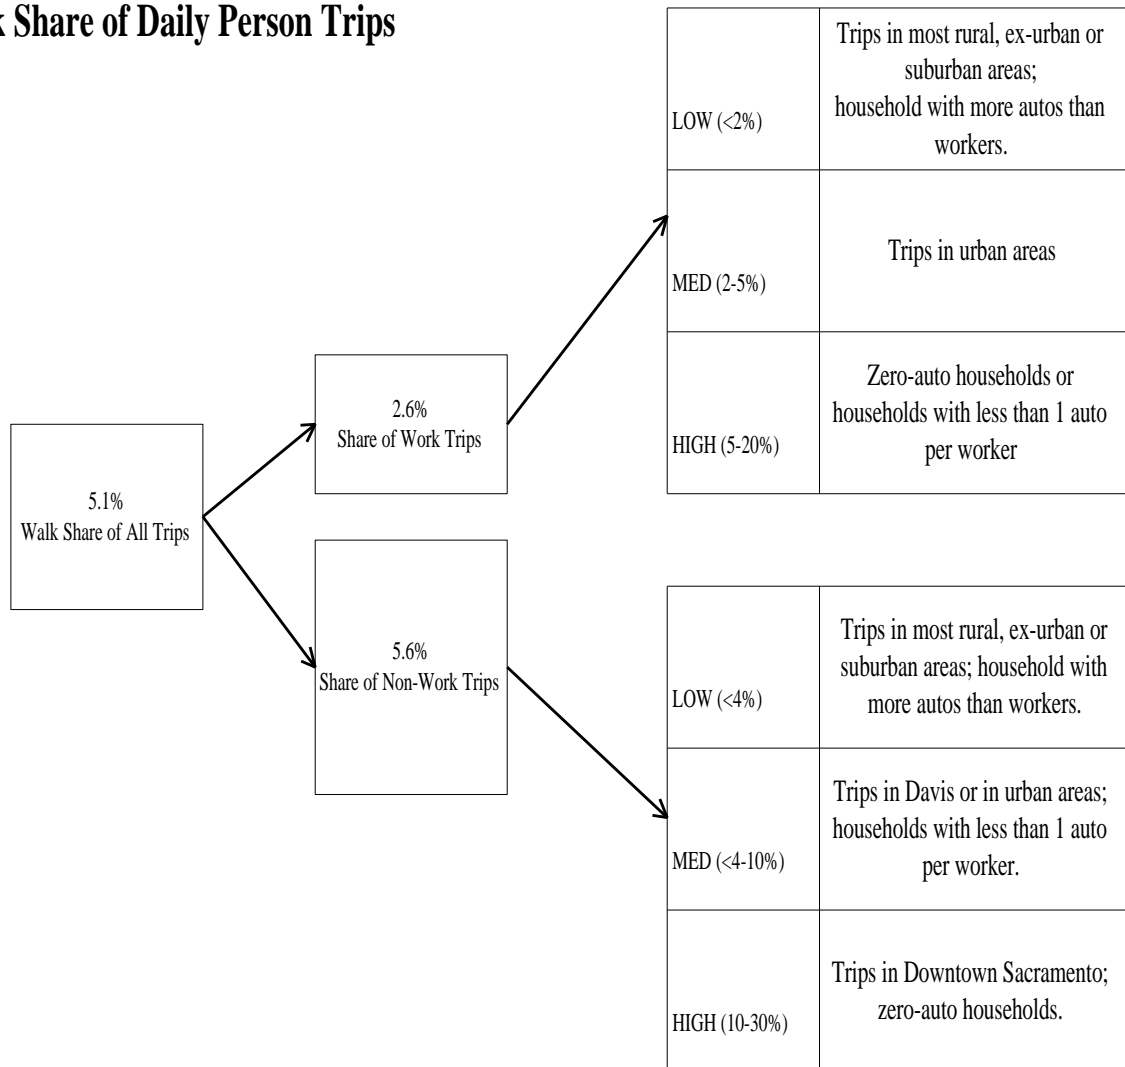 Share of Daily Person Trips
5.1%
Walk Share of All Trips
2.6%
Share of Work Trips
5.6%
Share of Non-Work Trips
LOW (<2%)
Trips in most rural, ex-urban or
suburban areas;
household with more autos than
workers.
MED (2-5%)
Trips in urban areas
HIGH (5-20%)
Zero-auto households or
households with less than 1 auto
per worker
LOW (<4%)
Trips in most rural, ex-urban or
suburban areas; household with
more autos than workers.
MED (<4-10%)
Trips in Davis or in urban areas;
households with less than 1 auto
per worker.
HIGH (10-30%)
Trips in Downtown Sacramento;
zero-auto households.